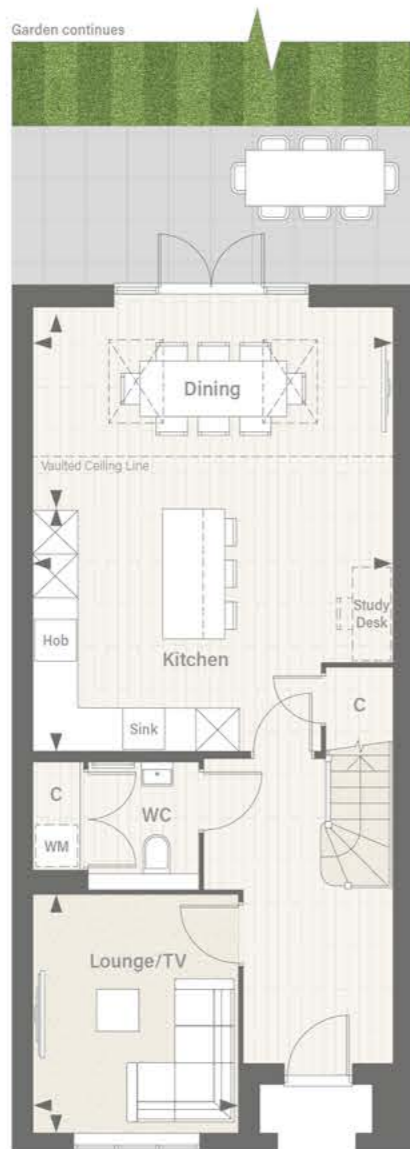 Garden continues
Dining
Vaulted Ceiling Line
Study
Desk
Hob
Kitchen
Sink
C
C
WC
WM
Lounge/TV